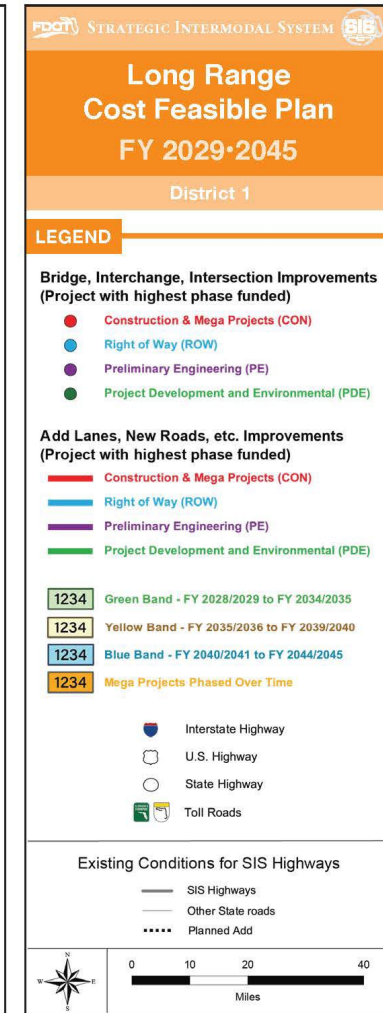 FDOT STRATEGIC INTERMODAL SYSTEM SIS
Long Range
Cost Feasible Plan
FY 2029•2045
District 1
LEGEND
Bridge, Interchange, Intersection Improvements
(Project with highest phase funded)
Construction & Mega Projects (CON)
Right of Way (ROW)
Preliminary Engineering (PE)
Project Development and Environmental (PDE)
Add Lanes, New Roads, etc. Improvements
(Project with highest phase funded)
Construction & Mega Projects (CON)
Right of Way (ROW)
Preliminary Engineering (PE)
Project Development and Environmental (PDE)
1234 Green Band - FY 2028/2029 to FY 2034/2035
1234 Yellow Band - FY 2035/2036 to FY 2039/2040
1234 Blue Band - FY 2040/2041 to FY 2044/2045
1234 Mega Projects Phased Over Time
Interstate Highway
U.S. Highway
State Highway
Toll Roads
Existing Conditions for SIS Highways
SIS Highways
Other State roads
Planned Add
N
W E
S
0 10 20 40
Miles